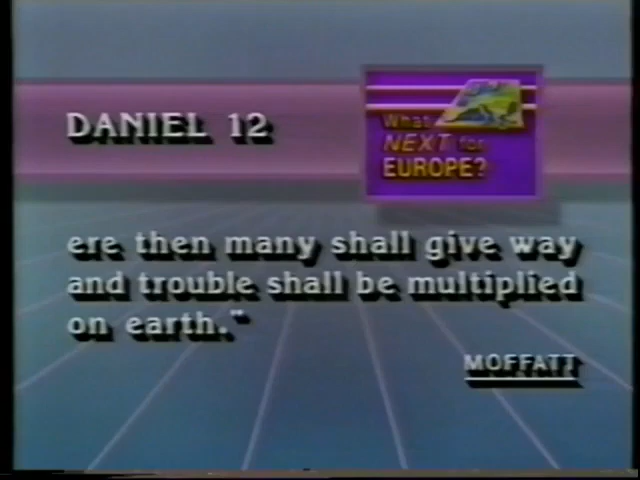 DANIEL 12
What
NEXT for
EUROPE?
ere then many shall give way
and trouble shall be multiplied
on earth."
MOFFATT